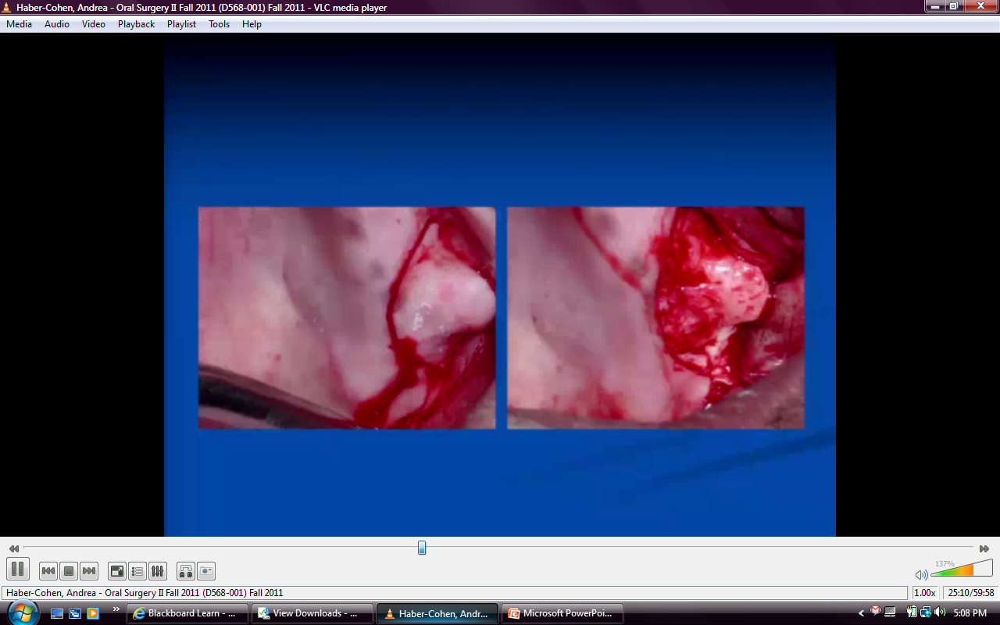 Haber-Cohen, Andrea - Oral Surgery II Fall 2011 (D568-001) Fall 2011 - VLC media player
Media Audio Video Playback Playlist Tools Help
137%
Haber-Cohen, Andrea - Oral Surgery II Fall 2011 (D568-001) Fall 2011 1.00x 25:10/59:58
» Blackboard Learn - ... View Downloads - ... Haber-Cohen, Andr... Microsoft PowerPoi... 5:08 PM